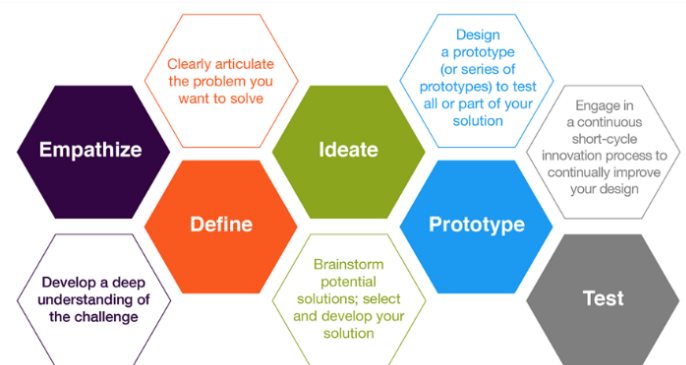 Empathize
Develop a deep
understanding of
the challenge
Clearly articulate
the problem you
want to solve
Define
Ideate
Brainstorm
potential
solutions; select
and develop your
solution
Design
a prototype
(or series of
prototypes) to test
all or part of your
solution
Prototype
Engage in
a continuous
short-cycle
innovation process to
continually improve
your design
Test